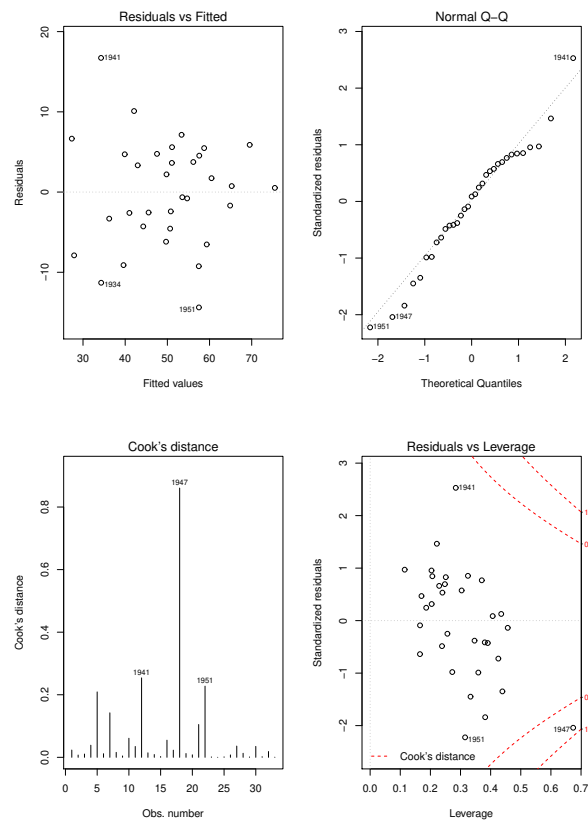 Residuals vs Fitted
Residuals
20
10
0
−10
1941
1934
1951
30 40 50 60 70
Fitted values
Normal Q−Q
Standardized residuals
3
2
1
0
−1
−2
1941
1947
1951
−2 −1 0 1 2
Theoretical Quantiles
Cook's distance
Cook's distance
0.8
0.6
0.4
0.2
0.0
1947
1941
1951
0 5 10 15 20 25 30
Obs. number
Residuals vs Leverage
Standardized residuals
3
2
1
0
−1
−2
1941
1947
1951
Cook's distance
0.0 0.1 0.2 0.3 0.4 0.5 0.6 0.7
Leverage